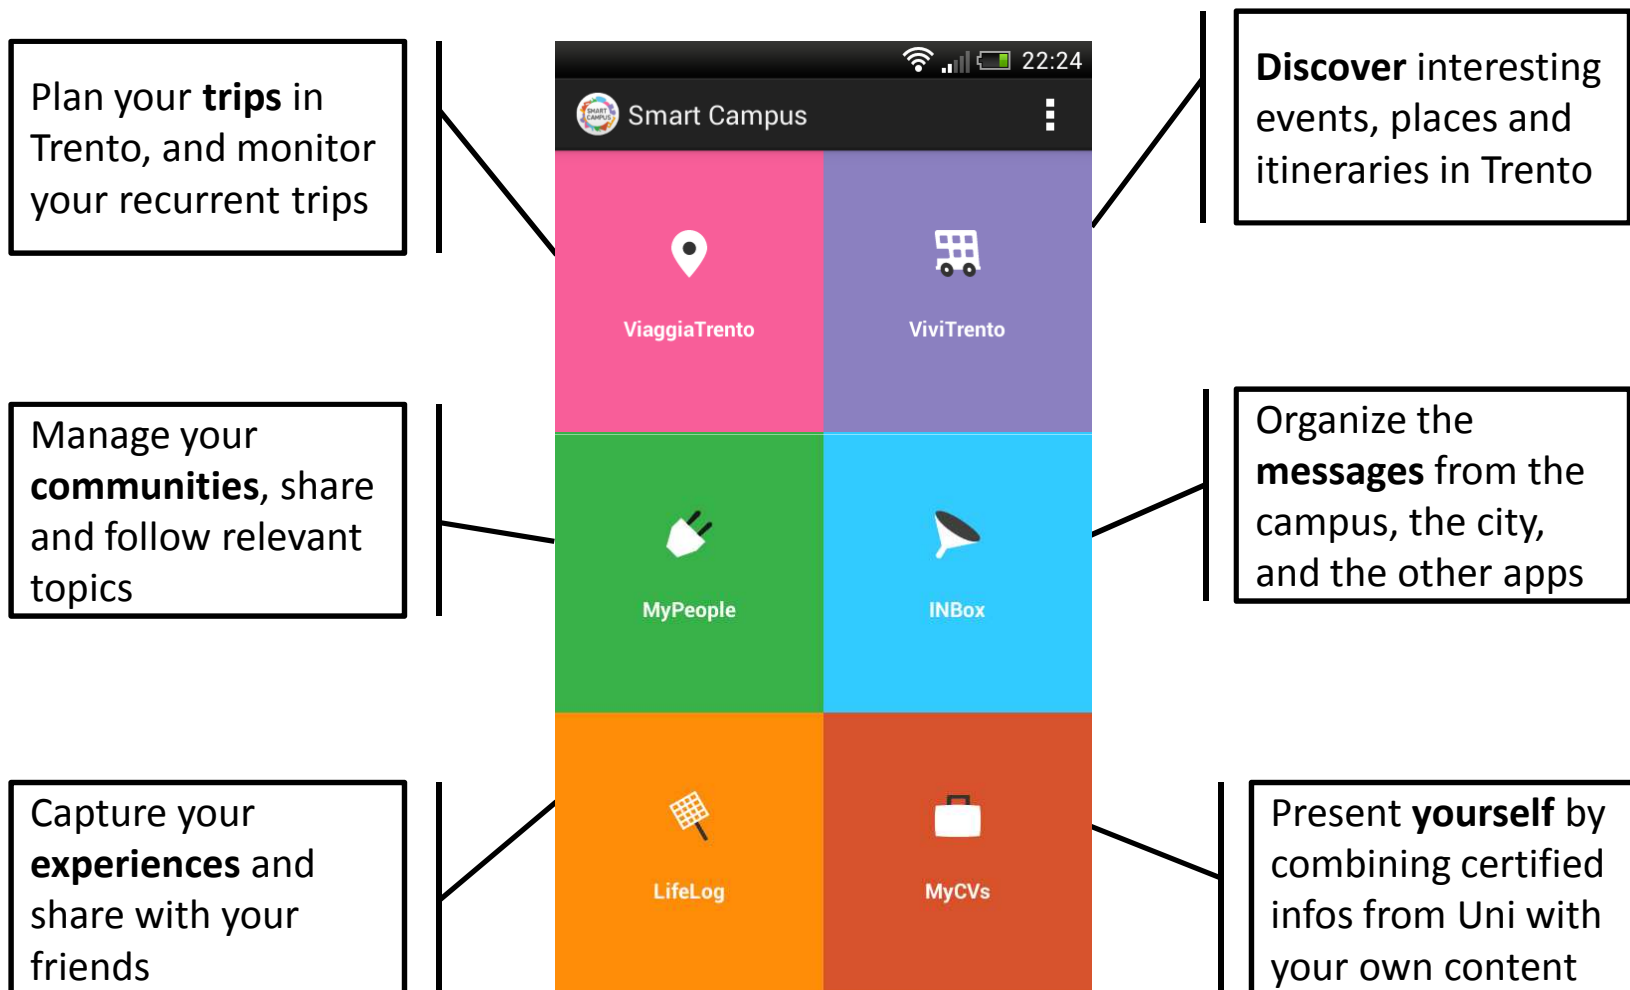 Plan your trips in
Trento, and monitor
your recurrent trips
Manage your
communities, share
and follow relevant
topics
Capture your
experiences and
share with your
friends
22:24
SMART
CAMPUS
Smart Campus
ViaggiaTrento
ViviTrento
MyPeople
INBox
LifeLog
MyCVs
Discover interesting
events, places and
itineraries in Trento
Organize the
messages from the
campus, the city,
and the other apps
Present yourself by
combining certified
infos from Uni with
your own content